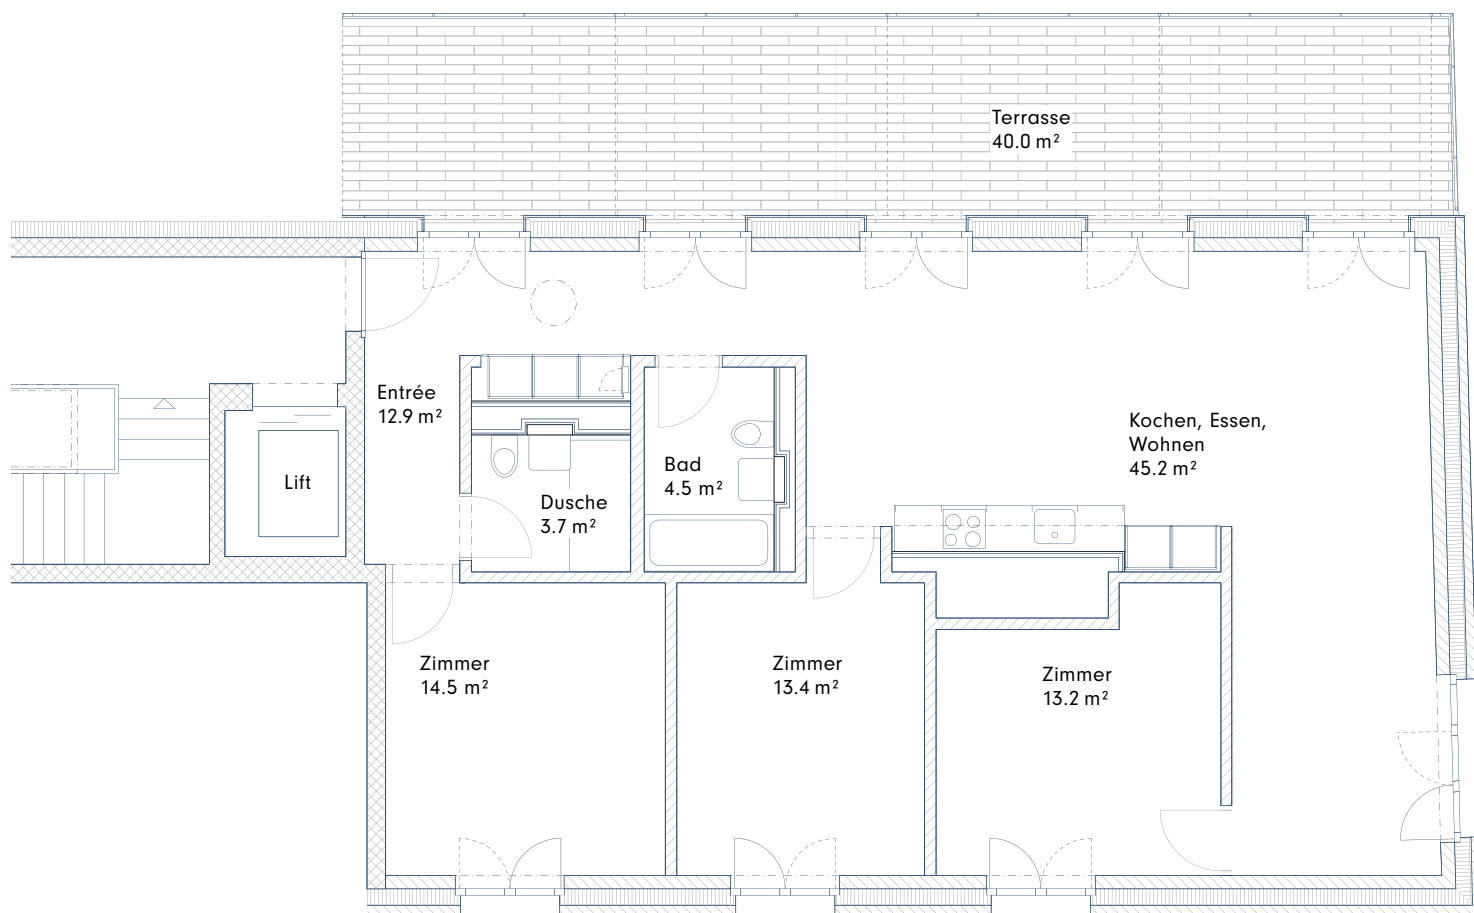 Terrasse
40.0 m²
Entrée
12.9 m²
Kochen, Essen,
Wohnen
45.2 m²
Lift
Bad
4.5 m²
Dusche
3.7 m²
Zimmer
14.5 m²
Zimmer
13.4 m²
Zimmer
13.2 m²